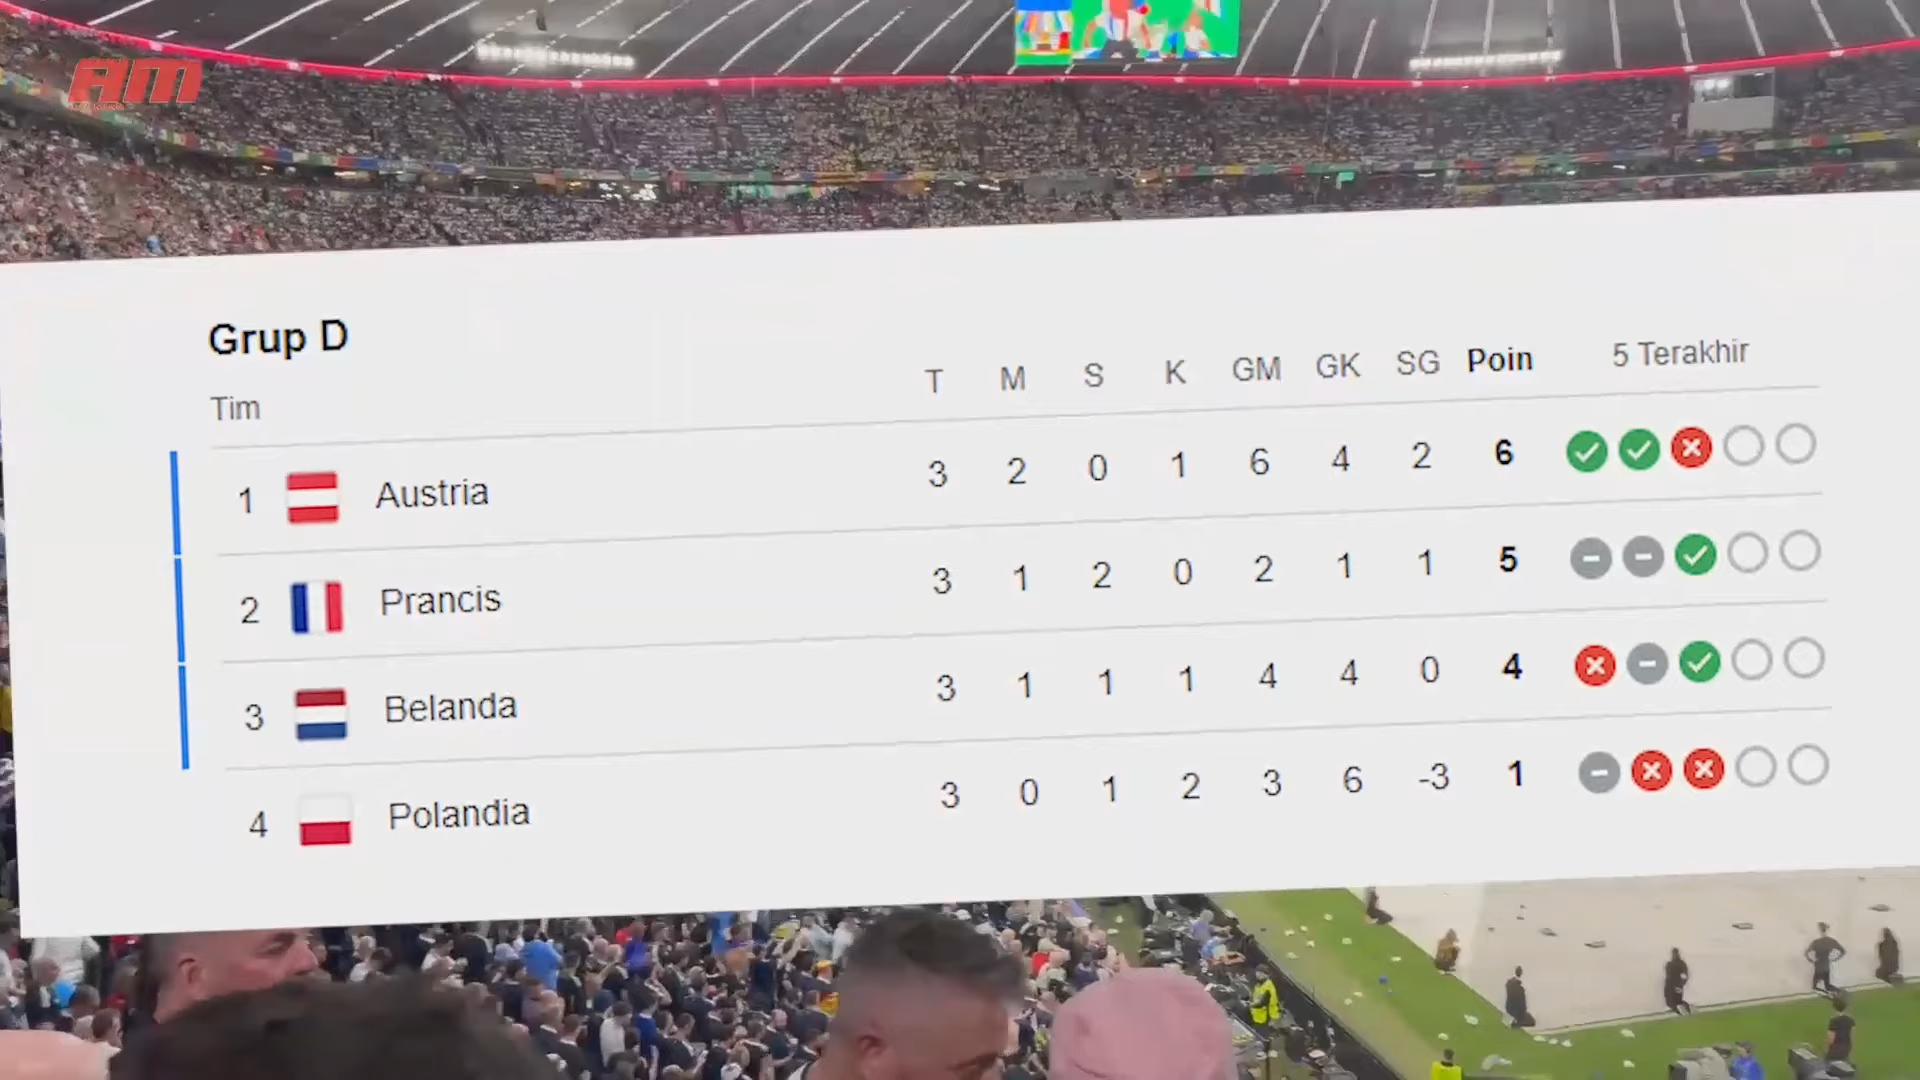 AM
Grup D
Tim T M S K GM GK SG Poin 5 Terakhir
1 Austria 3 2 0 1 6 4 2 6
2 Prancis 3 1 2 0 2 1 1 5
3 Belanda 3 1 1 1 4 4 0 4
4 Polandia 3 0 1 2 3 6 -3 1